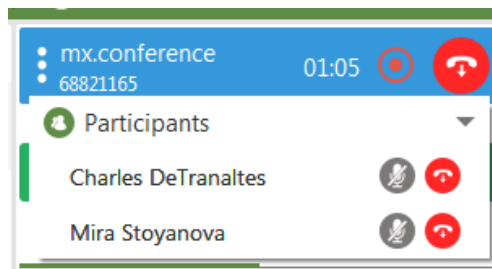 mx.conference
68821165
01:05
Participants
Charles DeTranaltes
Mira Stoyanova